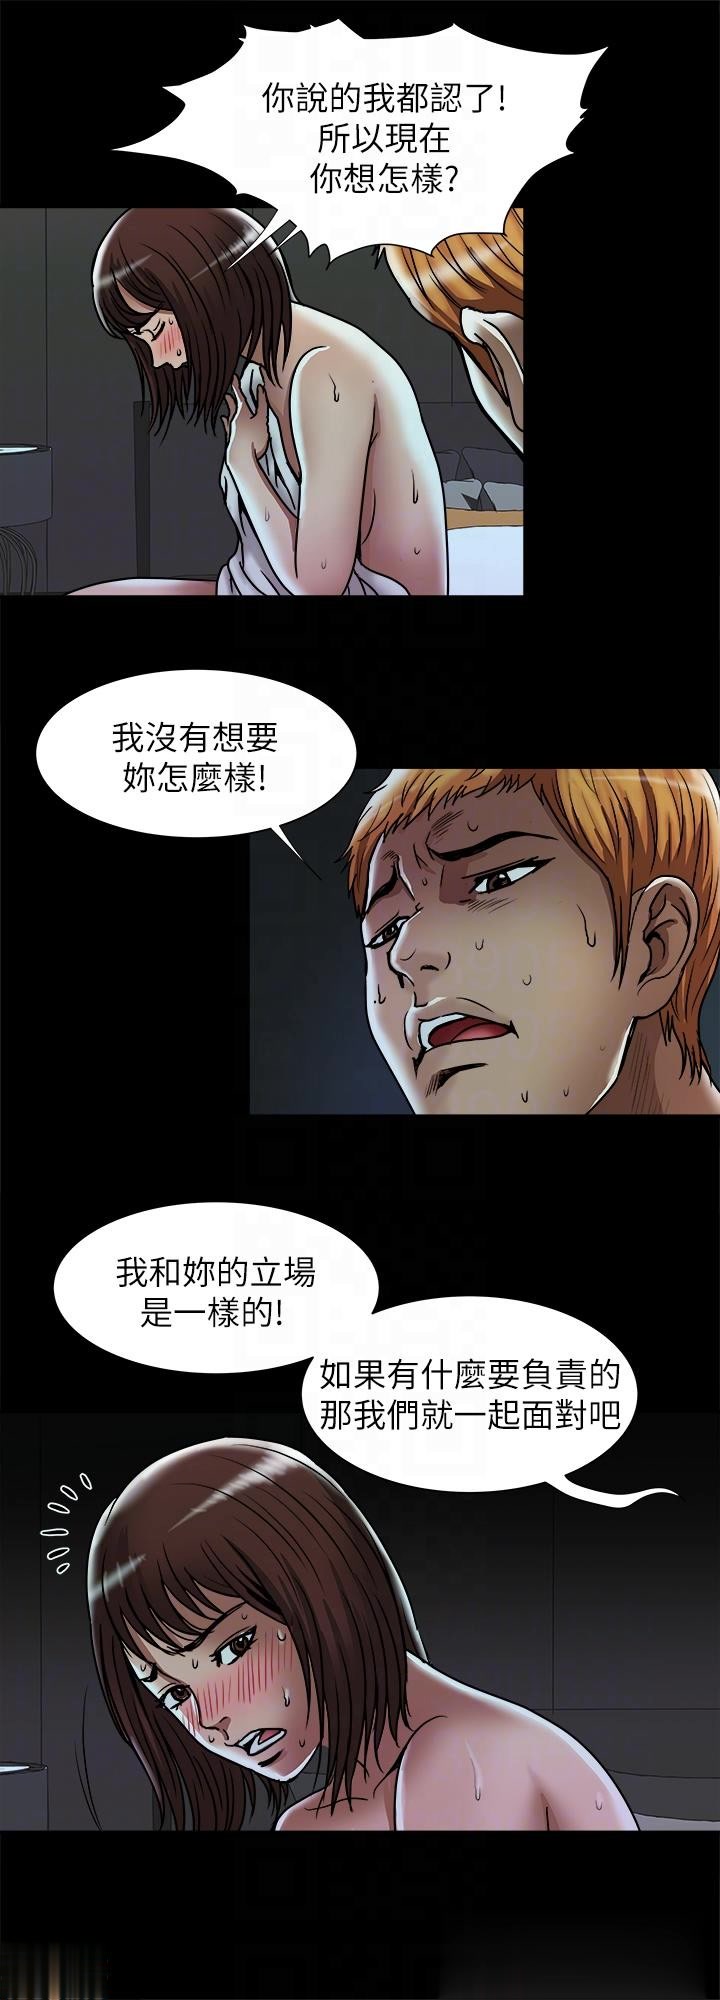 你說的我都認了!
所以現在
你想怎樣?
我沒有想要
妳怎麼樣!
我和妳的立場
是一樣的!
如果有什麼要負責的
那我們就一起面對吧